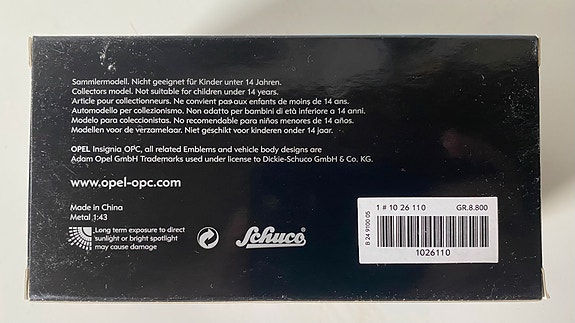 Sammlermodell. Nicht geeignet für Kinder unter 14 Jahren.
Collectors model. Not suitable for children under 14 years.
Article pour collectionneurs. Ne convient pas aux enfants de moins de 14 ans.
Automodello per collezionismo. Non adatto per bambini di età inferiore a 14 anni.
Modelo para coleccionistas. No recomendable para niños menores de 14 años.
Modellen voor de verzamelaar. Niet geschikt voor kinderen onder 14 jaar.
OPEL Insignia OPC, all related Emblems and vehicle body designs are
Adam Opel GmbH Trademarks used under license to Dickie-Schuco GmbH & Co. KG.
www.opel-opc.com
Made in China
Metal 1:43
Long term exposure to direct
sunlight or bright spotlight
may cause damage
Schuco
1 # 10 26 110 GR.8.800
B 24 9100 05
1026110